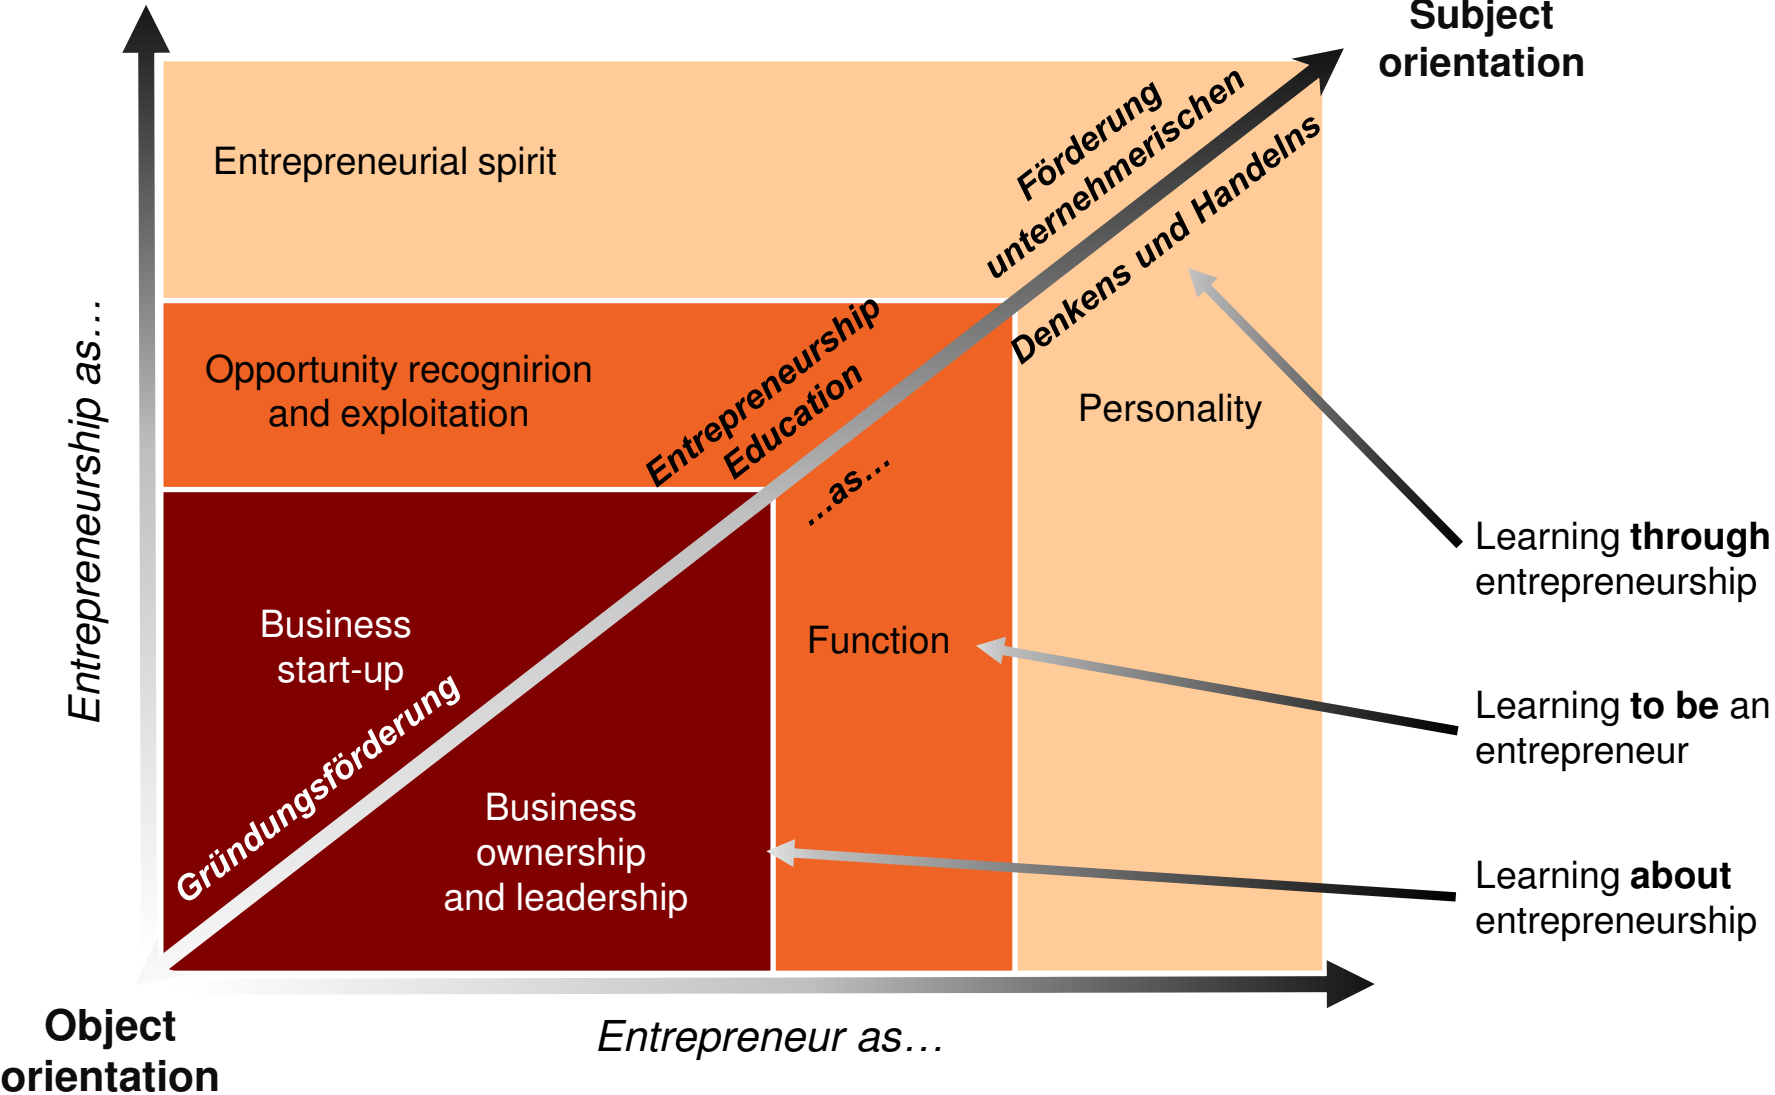 Subject
orientation
Entrepreneurship as…
Entrepreneurial spirit
Förderung
unternehmerischen
Denkens und Handelns
Opportunity recognirion
and exploitation
Entrepreneurship
Education
…as…
Personality
Learning through
entrepreneurship
Business
start-up
Function
Gründungsförderung
Learning to be an
entrepreneur
Business
ownership
and leadership
Learning about
entrepreneurship
Object
orientation
Entrepreneur as…